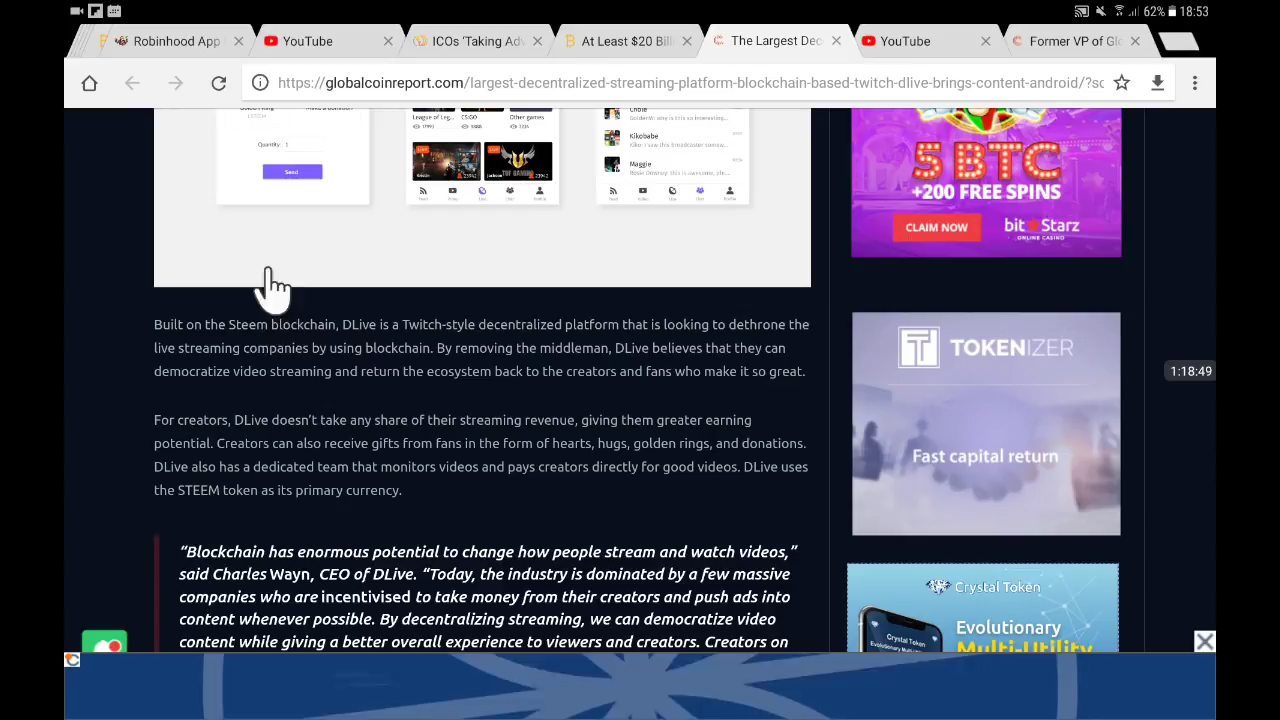 62% 18:53
Robinhood App
YouTube
ICOs 'Taking Adv
At Least $20 Bil
The Largest Dec
YouTube
Former VP of Glo
https://globalcoinreport.com/largest-decentralized-streaming-platform-blockchain-based-twitch-dlive-brings-content-android/?sc
Quantity: 1
Send
League of Leg...
CS:GO
Other games
Kikobabe
Maggie
5 BTC
+200 FREE SPINS
CLAIM NOW
bitStarz
ONLINE CASINO
Built on the Steem blockchain, DLive is a Twitch-style decentralized platform that is looking to dethrone the
live streaming companies by using blockchain. By removing the middleman, DLive believes that they can
democratize video streaming and return the ecosystem back to the creators and fans who make it so great.
For creators, DLive doesn't take any share of their streaming revenue, giving them greater earning
potential. Creators can also receive gifts from fans in the form of hearts, hugs, golden rings, and donations.
DLive also has a dedicated team that monitors videos and pays creators directly for good videos. DLive uses
the STEEM token as its primary currency.
"Blockchain has enormous potential to change how people stream and watch videos,"
said Charles Wayn, CEO of DLive. "Today, the industry is dominated by a few massive
companies who are incentivised to take money from their creators and push ads into
content whenever possible. By decentralizing streaming, we can democratize video
content while giving a better overall experience to viewers and creators. Creators on
TOKENIZER
Fast capital return
1:18:49
Crystal Token
Crystal Token
Evolutionary
Multi-Utility